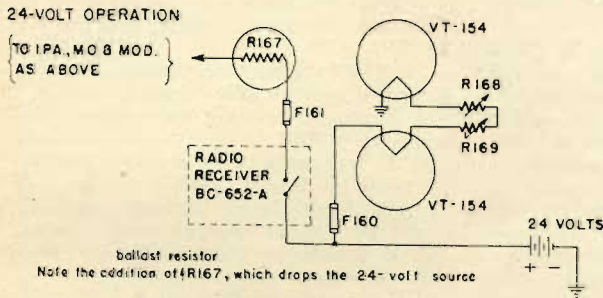 24-VOLT OPERATION
TO IPA., MO & MOD.
AS ABOVE
R167
VT-154
F161
R168
R169
RADIO
RECEIVER
BC-652-A
VT-154
F160
24 VOLTS
+ -
ballast resistor
Note the addition of R167, which drops the 24-volt source